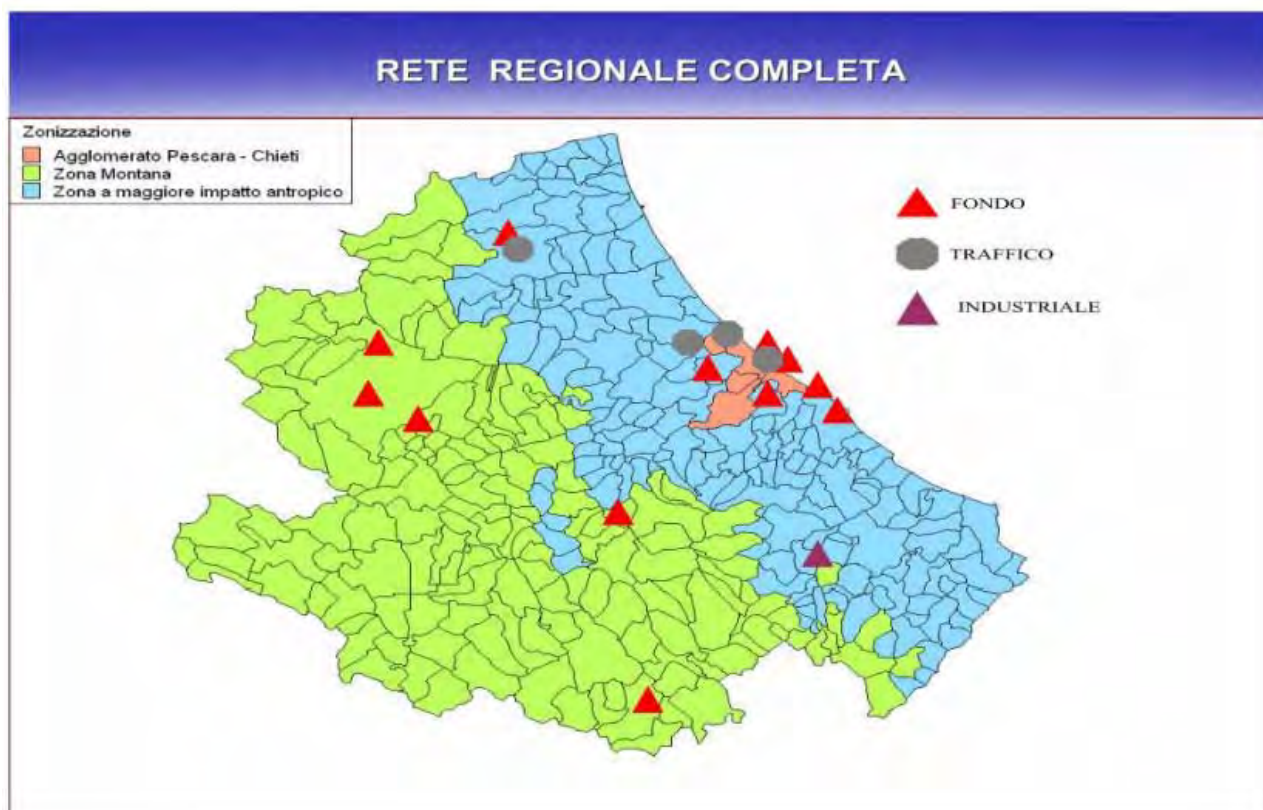 RETE REGIONALE COMPLETA
Zonizzazione
Agglomerato Pescara - Chieti
Zona Montana
Zona a maggiore impatto antropico
FONDO
TRAFFICO
INDUSTRIALE